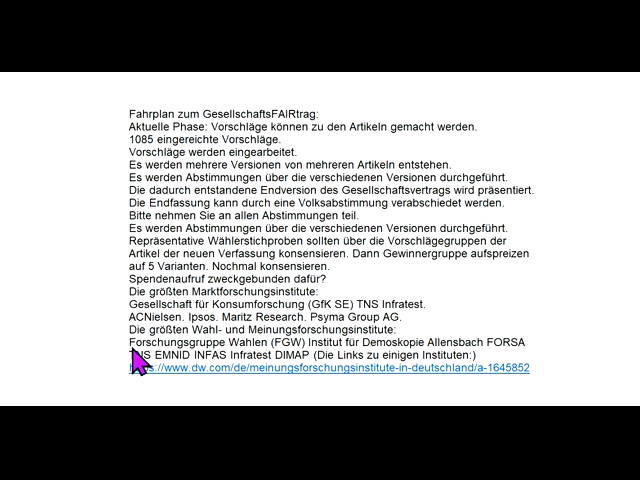 Fahrplan zum GesellschaftsFAIRtrag:
Aktuelle Phase: Vorschläge können zu den Artikeln gemacht werden.
1085 eingereichte Vorschläge.
Vorschläge werden eingearbeitet.
Es werden mehrere Versionen von mehreren Artikeln entstehen.
Es werden Abstimmungen über die verschiedenen Versionen durchgeführt.
Die dadurch entstandene Endversion des Gesellschaftsvertrags wird präsentiert.
Die Endfassung kann durch eine Volksabstimmung verabschiedet werden.
Bitte nehmen Sie an allen Abstimmungen teil.
Es werden Abstimmungen über die verschiedenen Versionen durchgeführt.
Repräsentative Wählerstichproben sollten über die Vorschlägegruppen der
Artikel der neuen Verfassung konsensieren. Dann Gewinnergruppe aufspreizen
auf 5 Varianten. Nochmal konsensieren.
Spendenaufruf zweckgebunden dafür?
Die größten Marktforschungsinstitute:
Gesellschaft für Konsumforschung (GfK SE) TNS Infratest.
ACNielsen. Ipsos. Maritz Research. Psyma Group AG.
Die größten Wahl- und Meinungsforschungsinstitute:
Forschungsgruppe Wahlen (FGW) Institut für Demoskopie Allensbach FORSA
EMNID INFAS Infratest DIMAP (Die Links zu einigen Instituten:)
https://www.dw.com/de/meinungsforschungsinstitute-in-deutschland/a-1645852